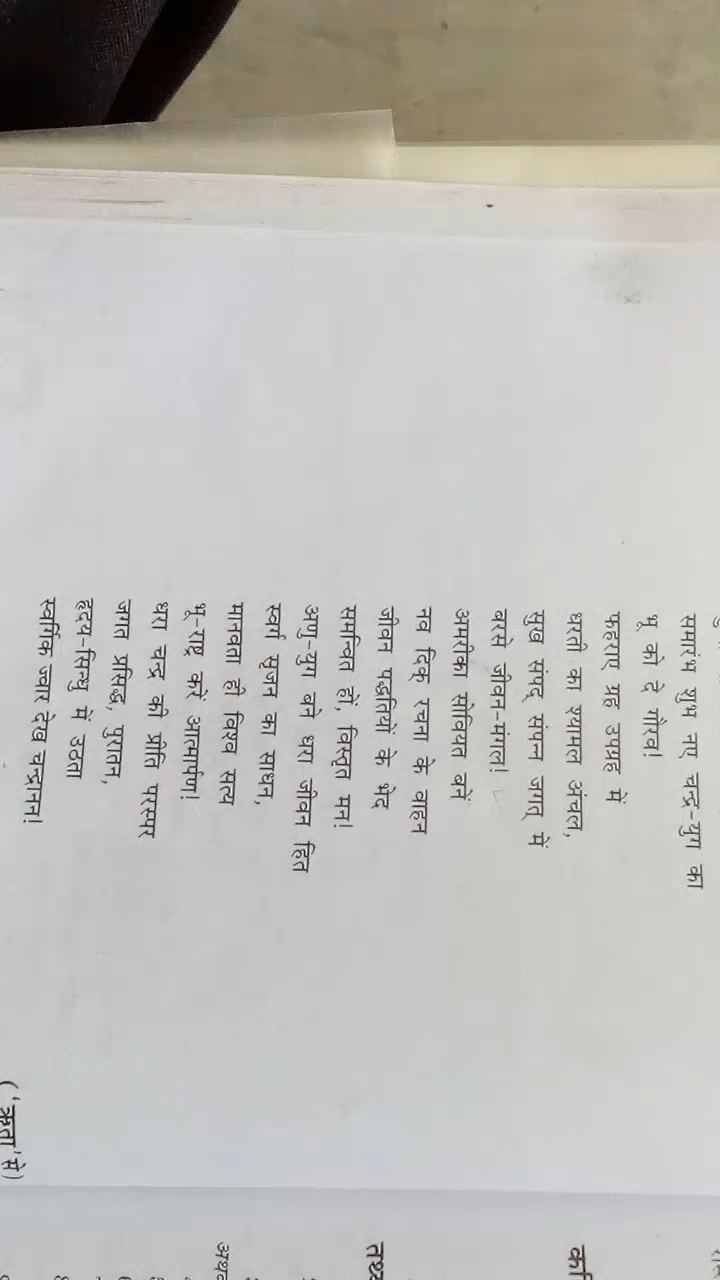 समारंभ शुभ नए चन्द्र-युग का
भू को दे गौरव!
फहराए ग्रह उपग्रह में
धरती का श्यामल अंचल,
सुख संपद् संपन्न जगत् में
बरसे जीवन-मंगल!
अमरीका सोवियत बनें
नव दिक् रचना के वाहन
जीवन पद्धतियों के भेद
समन्वित हों, विस्तृत मन!
अणु-युग बने धरा जीवन हित
स्वर्ग सृजन का साधन,
मानवता ही विश्व सत्य
भू-राष्ट्र करें आत्मार्पण!
धरा चन्द्र की प्रीति परस्पर
जगत प्रसिद्ध, पुरातन,
हृदय-सिन्धु में उठता
स्वर्गिक ज्वार देख चन्द्रानन!
('ऋता' से)